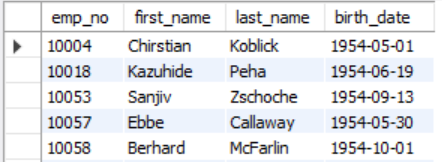 emp_no first_name last_name birth_date
10004 Chirstian Koblick 1954-05-01
10018 Kazuhide Peha 1954-06-19
10053 Sanjiv Zschoche 1954-09-13
10057 Ebbe Callaway 1954-05-30
10058 Berhard McFarlin 1954-10-01